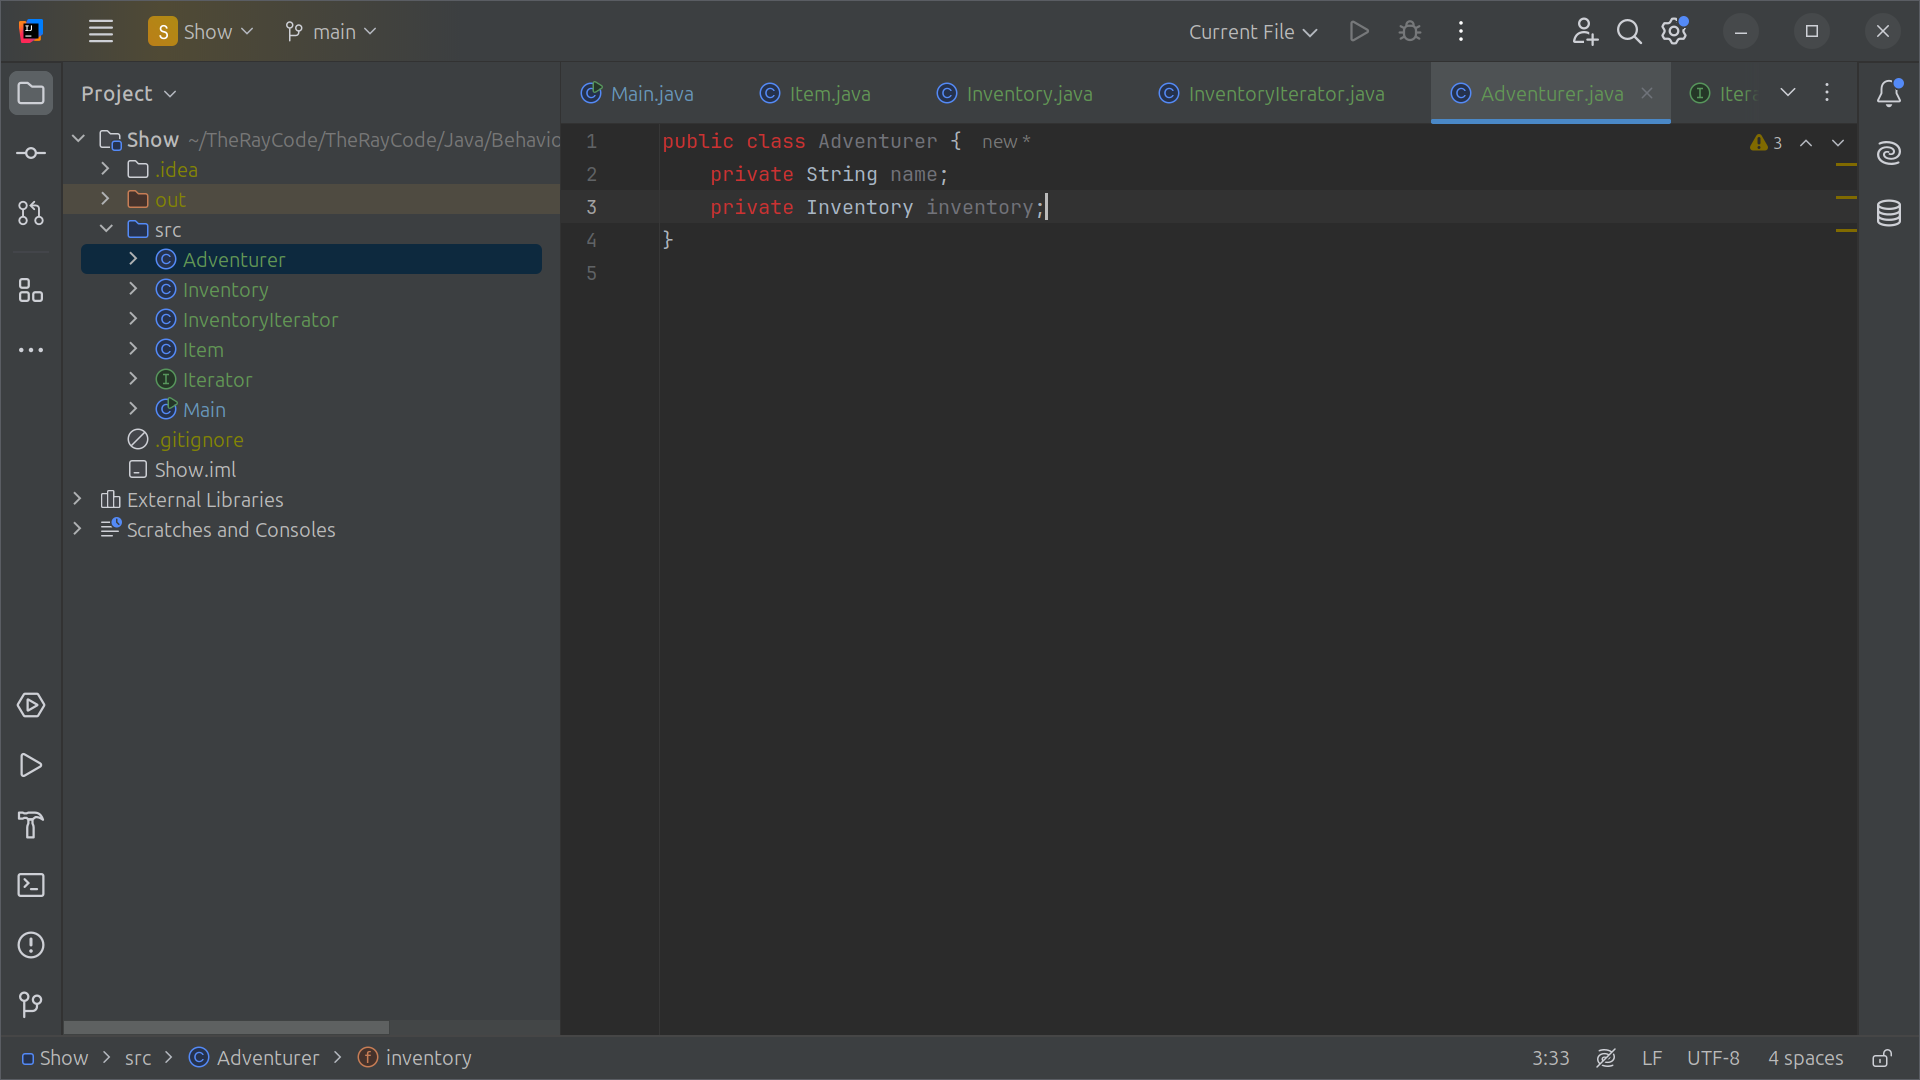 S Show main Current File
Project
Main.java Item.java Inventory.java InventoryIterator.java Adventurer.java Itera
Show ~/TheRayCode/TheRayCode/Java/Behavio
.idea
out
src
Adventurer
Inventory
InventoryIterator
Item
Iterator
Main
.gitignore
Show.iml
External Libraries
Scratches and Consoles
1 public class Adventurer { new *
2 private String name;
3 private Inventory inventory;
4 }
5
3
Show > src > Adventurer > inventory
3:33 LF UTF-8 4 spaces